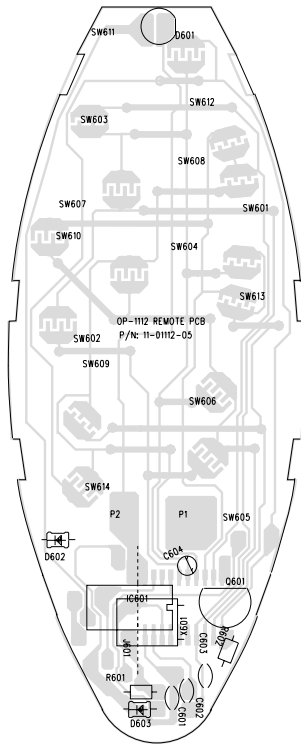 SW611
D601
SW612
SW603
SW608
SW607
SW601
SW610
SW604
SW613
OP-1112 REMOTE PCB
P/N: 11-01112-05
SW602
SW609
SW606
SW614
P2
P1
SW605
C604
D602
Q601
IC601
X601
J601
R602
C603
R601
C602
C601
D603